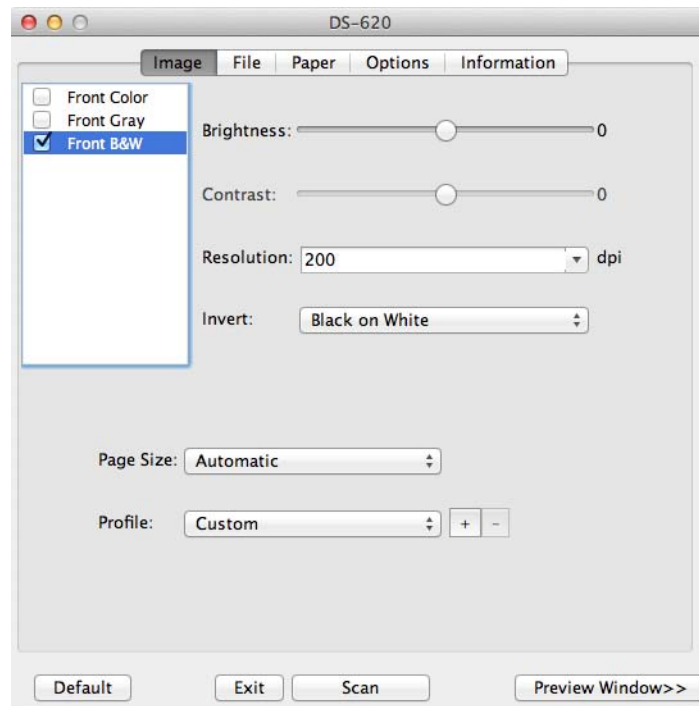 DS-620
Image File Paper Options Information
Front Color
Front Gray
Front B&W
Brightness: 0
Contrast: 0
Resolution: 200 dpi
Invert: Black on White
Page Size: Automatic
Profile: Custom + -
Default Exit Scan Preview Window>>